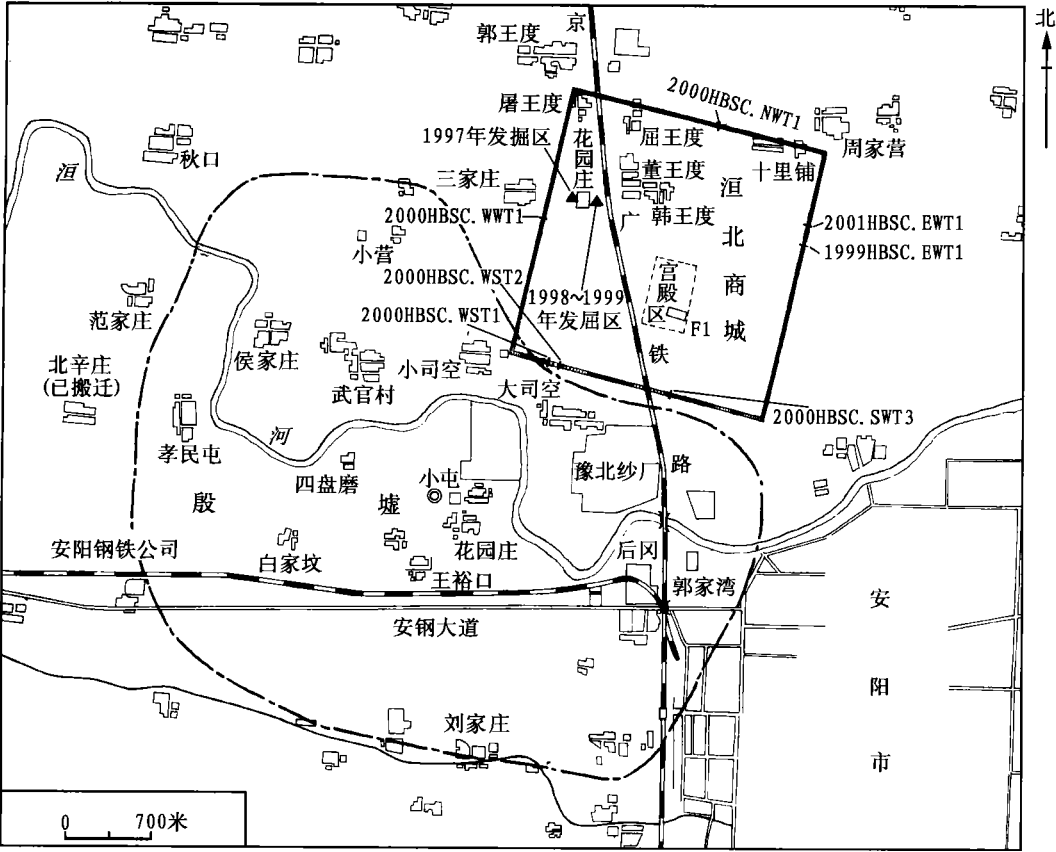 北
京
广
铁
路
郭王度
屠王度
2000HBSC.NWT1
1997年发掘区
花园庄
屈王度
周家营
秋口
三家庄
董王度
十里铺
洹
河
韩王度
洹北商城
2000HBSC.WWT1
2001HBSC.EWT1
小营
1999HBSC.EWT1
2000HBSC.WST2
宫殿区
1998~1999
年发屈区
2000HBSC.WST1
F1
范家庄
侯家庄
武官村
小司空
大司空
北辛庄
(已搬迁)
2000HBSC.SWT3
孝民屯
四盘磨
小屯
豫北纱厂
殷墟
安阳钢铁公司
白家坟
花园庄
后冈
王裕口
郭家湾
安钢大道
安阳市
刘家庄
0
700米